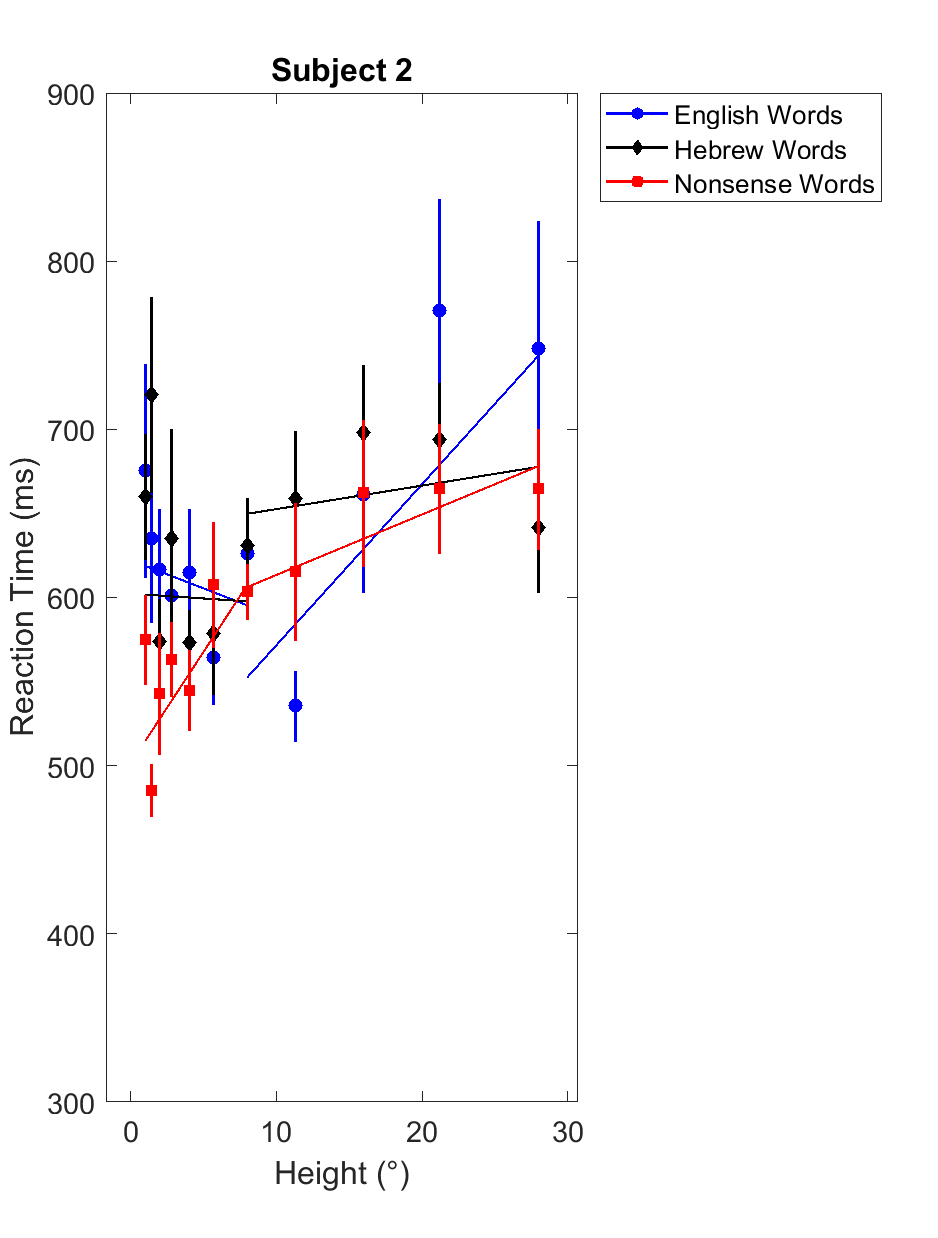 Subject 2
900
800
700
600
500
400
300
Reaction Time (ms)
0 10 20 30
Height (°)
English Words
Hebrew Words
Nonsense Words